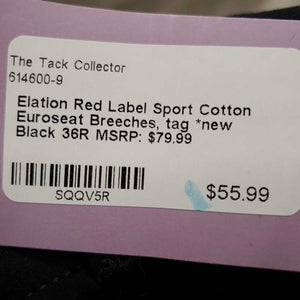 The Tack Collector
614600-9
Elation Red Label Sport Cotton
Euroseat Breeches, tag *new
Black 36R MSRP: $79.99
SQQV5R
$55.99